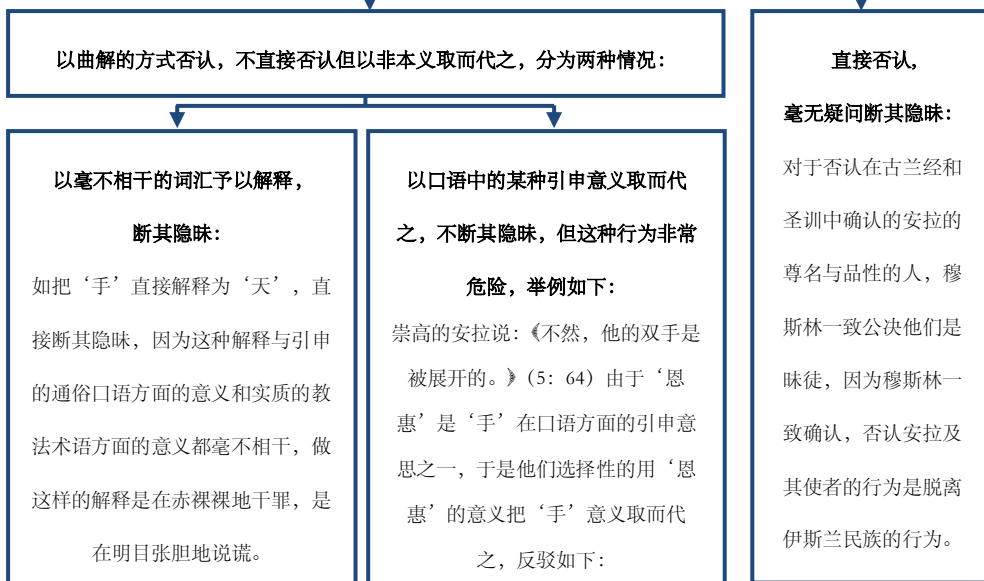 以曲解的方式否认，不直接否认但以非本义取而代之，分为两种情况：
以毫不相干的词汇予以解释，
断其隐昧：
如把‘手’直接解释为‘天’，直
接断其隐昧，因为这种解释与引申
的通俗口语方面的意义和实质的教
法术语方面的意义都毫不相干，做
这样的解释是在赤裸裸地干罪，是
在明目张胆地说谎。
以口语中的某种引申意义取而代
之，不断其隐昧，但这种行为非常
危险，举例如下：
崇高的安拉说：﴾不然，他的双手是
被展开的。﴿（5：64）由于‘恩
惠’是‘手’在口语方面的引申意
思之一，于是他们选择性的用‘恩
惠’的意义把‘手’意义取而代
之，反驳如下：
直接否认，
毫无疑问断其隐昧：
对于否认在古兰经和
圣训中确认的安拉的
尊名与品性的人，穆
斯林一致公决他们是
昧徒，因为穆斯林一
致确认，否认安拉及
其使者的行为是脱离
伊斯兰民族的行为。